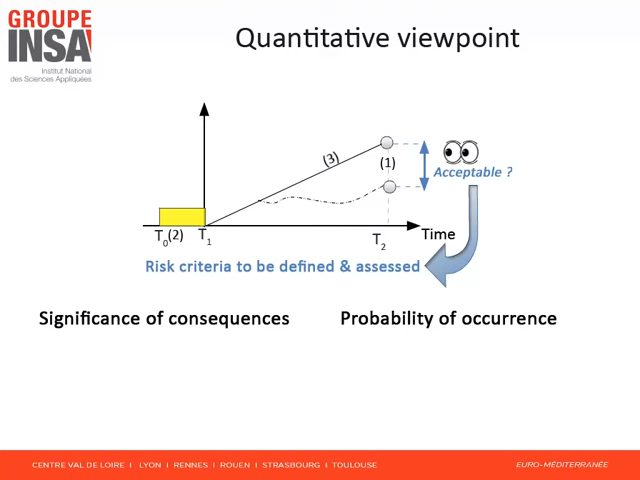 GROUPE
INSA
Institut National
des Sciences Appliquées
Quantitative viewpoint
(3)
(1)
Acceptable ?
T0(2)
T1
T2
Time
Risk criteria to be defined & assessed
Significance of consequences
Probability of occurrence
CENTRE VAL DE LOIRE I LYON I RENNES I ROUEN I STRASBOURG I TOULOUSE
EURO-MÉDITERRANÉE